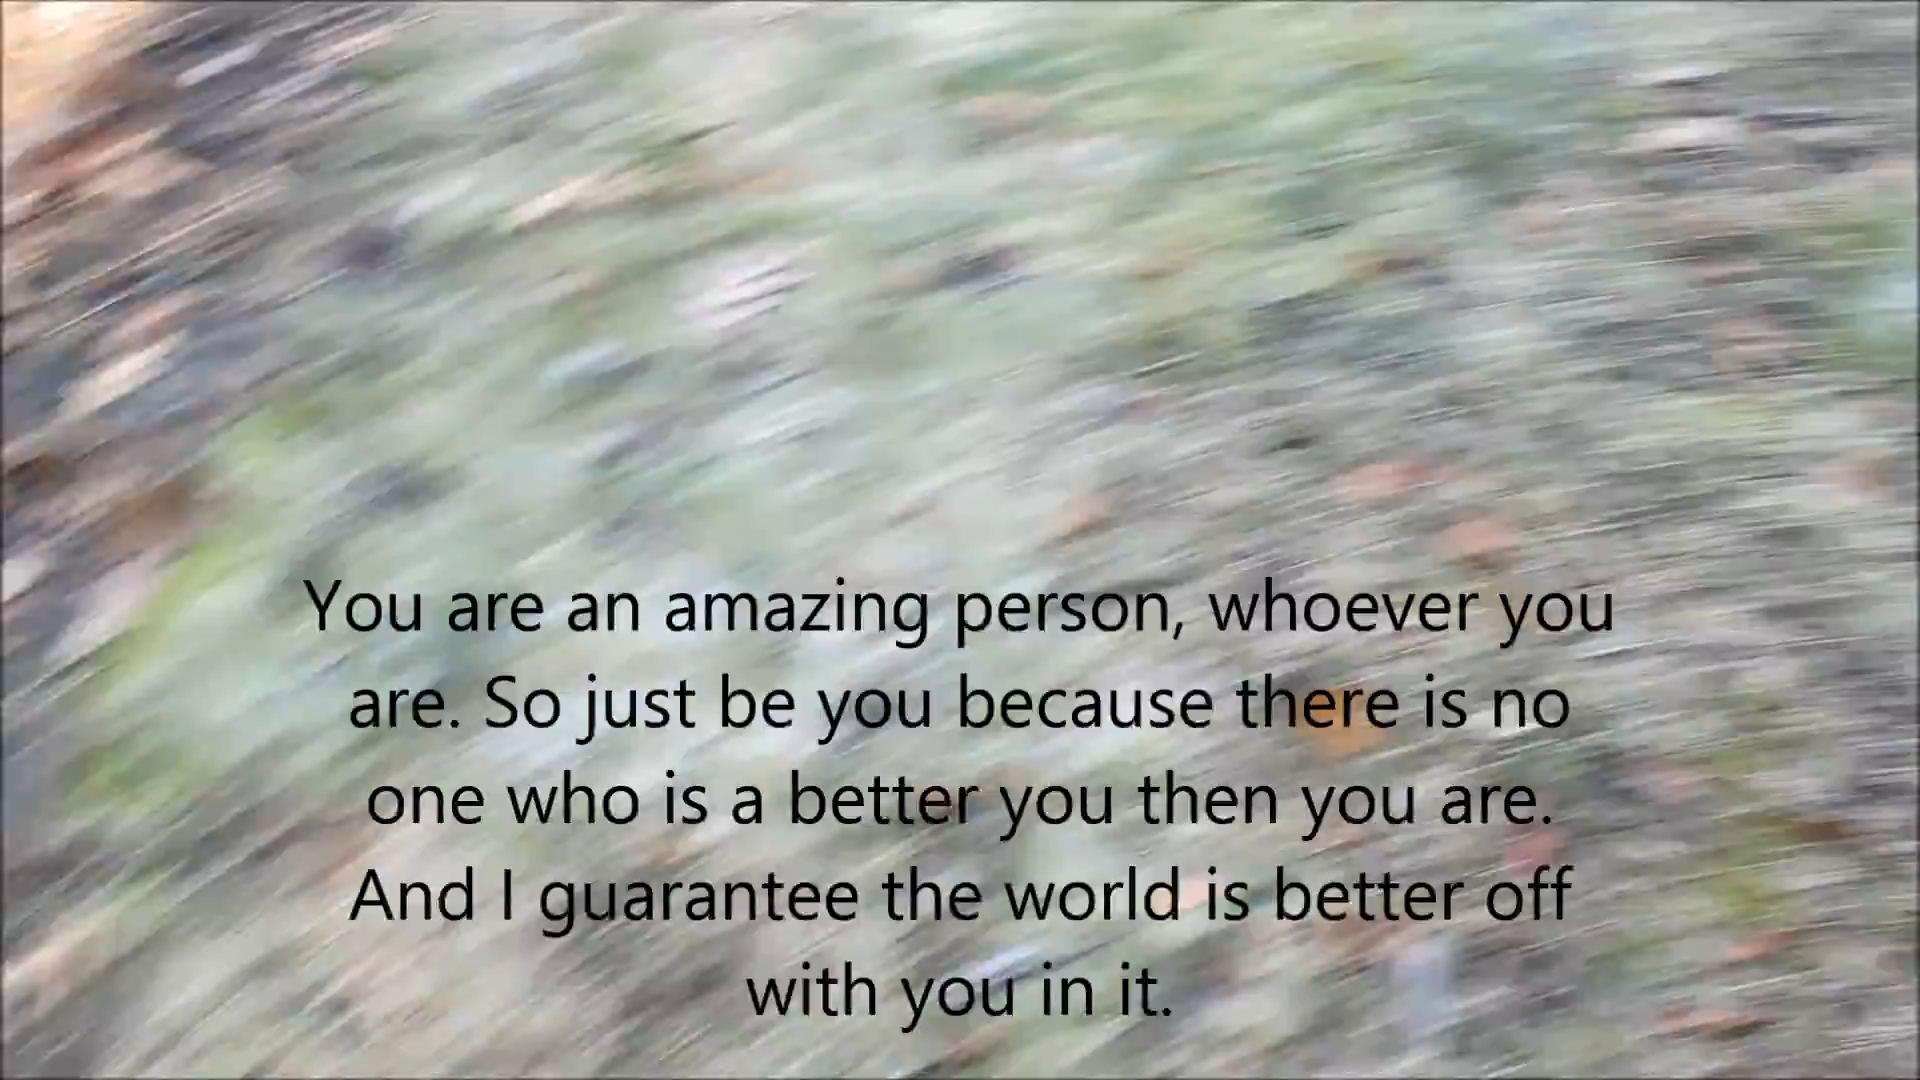 You are an amazing person, whoever you
are. So just be you because there is no
one who is a better you then you are.
And I guarantee the world is better off
with you in it.